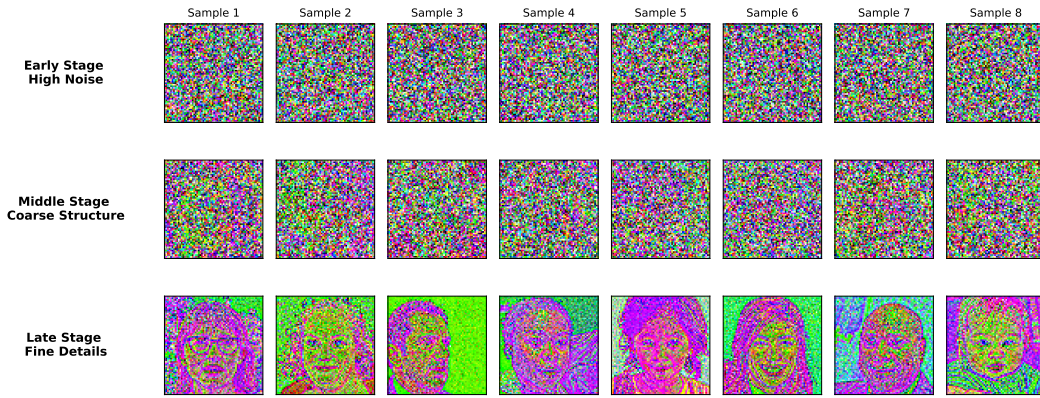 Sample 1 Sample 2 Sample 3 Sample 4 Sample 5 Sample 6 Sample 7 Sample 8
Early Stage
High Noise
Middle Stage
Coarse Structure
Late Stage
Fine Details